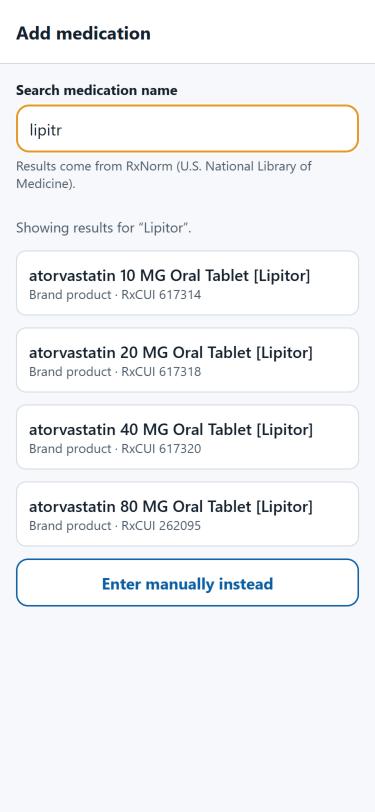 Add medication
Search medication name
lipitr
Results come from RxNorm (U.S. National Library of
Medicine).
Showing results for “Lipitor”.
atorvastatin 10 MG Oral Tablet [Lipitor]
Brand product · RxCUI 617314
atorvastatin 20 MG Oral Tablet [Lipitor]
Brand product · RxCUI 617318
atorvastatin 40 MG Oral Tablet [Lipitor]
Brand product · RxCUI 617320
atorvastatin 80 MG Oral Tablet [Lipitor]
Brand product · RxCUI 262095
Enter manually instead